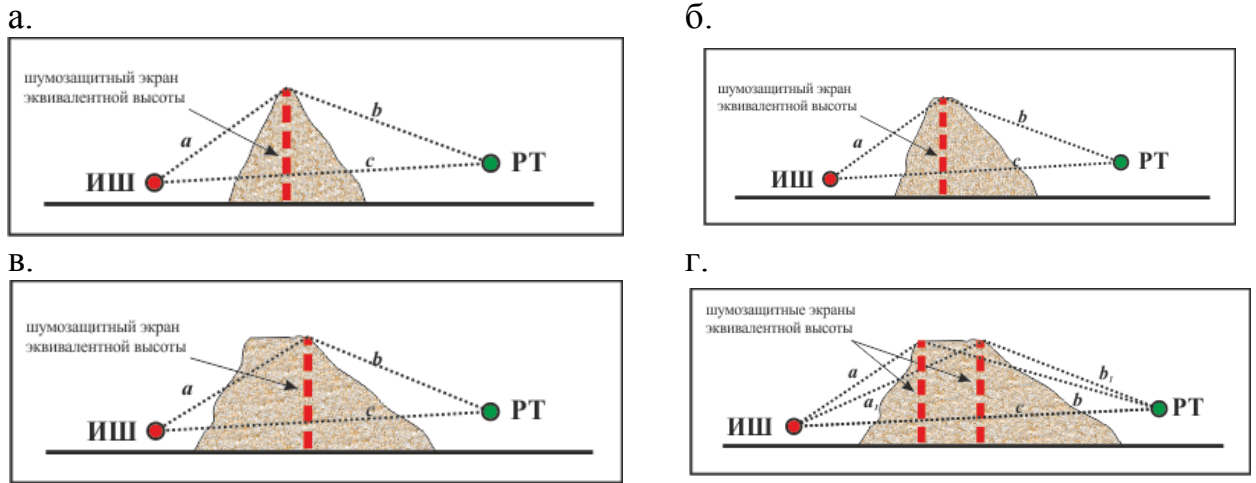 а.
шумозащитный экран
эквивалентной высоты
a
b
c
ИШ
РТ
б.
шумозащитный экран
эквивалентной высоты
a
b
c
ИШ
РТ
в.
шумозащитный экран
эквивалентной высоты
a
b
c
ИШ
РТ
г.
шумозащитные экраны
эквивалентной высоты
a
b₁
a₁
c
b
ИШ
РТ